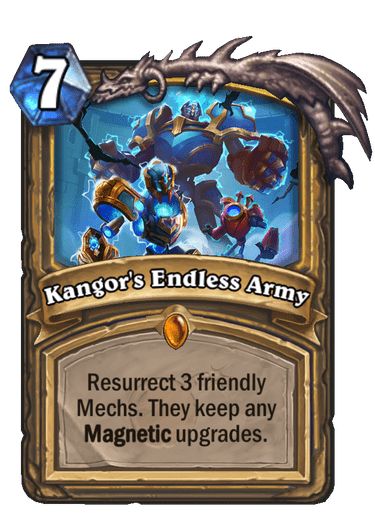 7
Kangor's Endless Army
Resurrect 3 friendly
Mechs. They keep any
Magnetic upgrades.